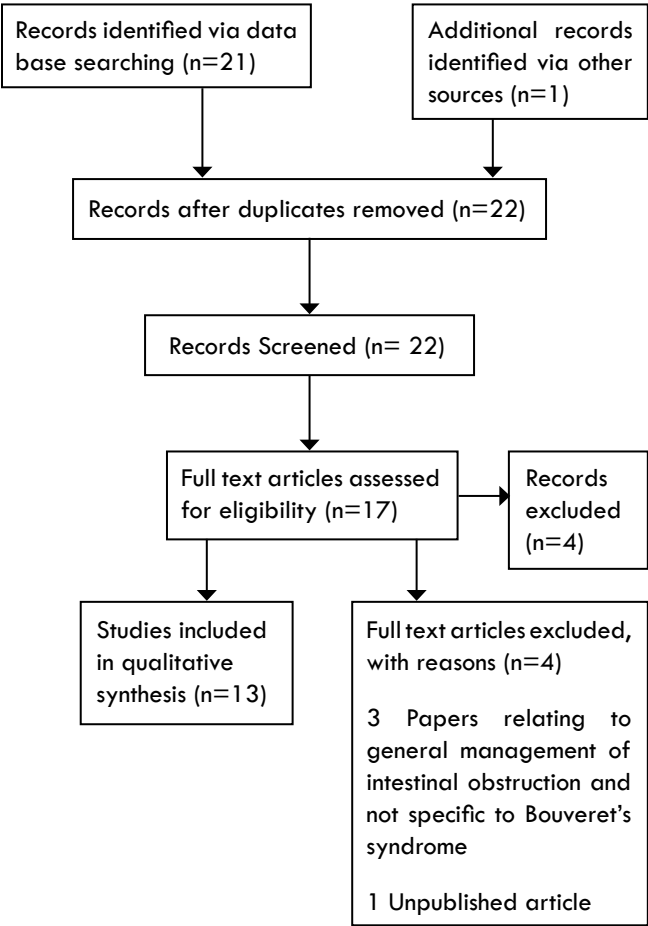 Records identified via data
base searching (n=21)
Additional records
identified via other
sources (n=1)
Records after duplicates removed (n=22)
Records Screened (n= 22)
Full text articles assessed
for eligibility (n=17)
Records
excluded
(n=4)
Studies included
in qualitative
synthesis (n=13)
Full text articles excluded,
with reasons (n=4)
3 Papers relating to
general management of
intestinal obstruction and
not specific to Bouveret's
syndrome
1 Unpublished article